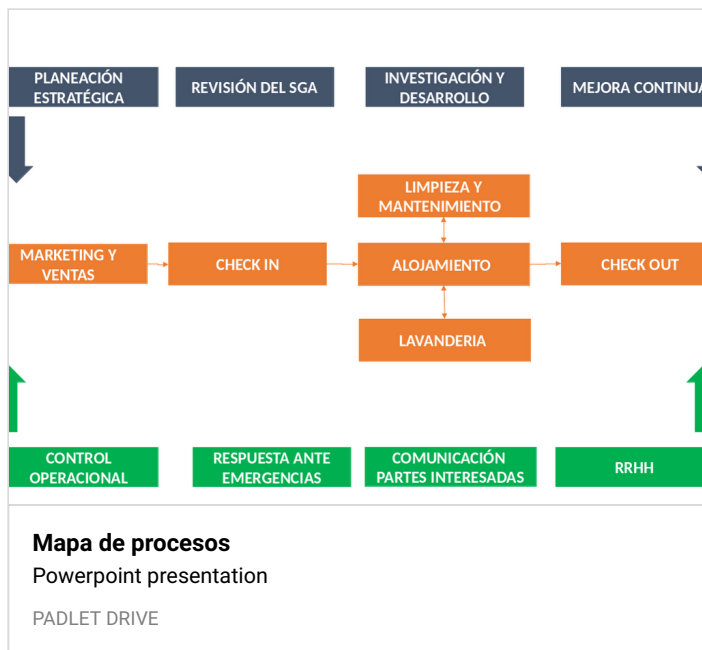 PLANEACIÓN
ESTRATÉGICA
REVISIÓN DEL SGA
INVESTIGACIÓN Y
DESARROLLO
MEJORA CONTINUA
LIMPIEZA Y
MANTENIMIENTO
MARKETING Y
VENTAS
CHECK IN
ALOJAMIENTO
CHECK OUT
LAVANDERIA
CONTROL
OPERACIONAL
RESPUESTA ANTE
EMERGENCIAS
COMUNICACIÓN
PARTES INTERESADAS
RRHH
Mapa de procesos
Powerpoint presentation
PADLET DRIVE